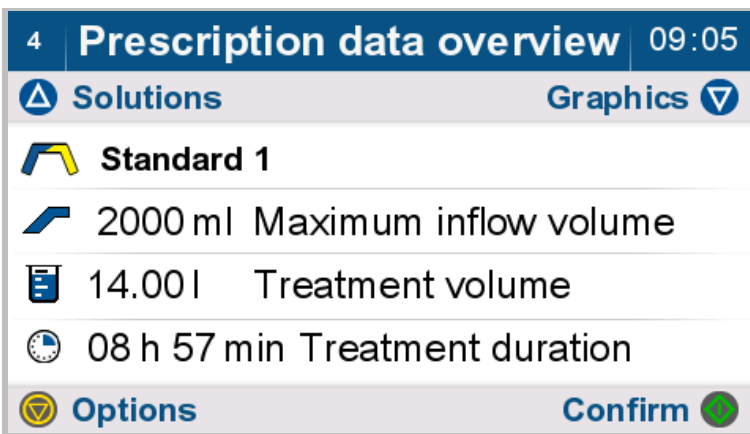 4 Prescription data overview 09:05
Solutions Graphics
Standard 1
2000 ml Maximum inflow volume
14.00 l Treatment volume
08 h 57 min Treatment duration
Options Confirm